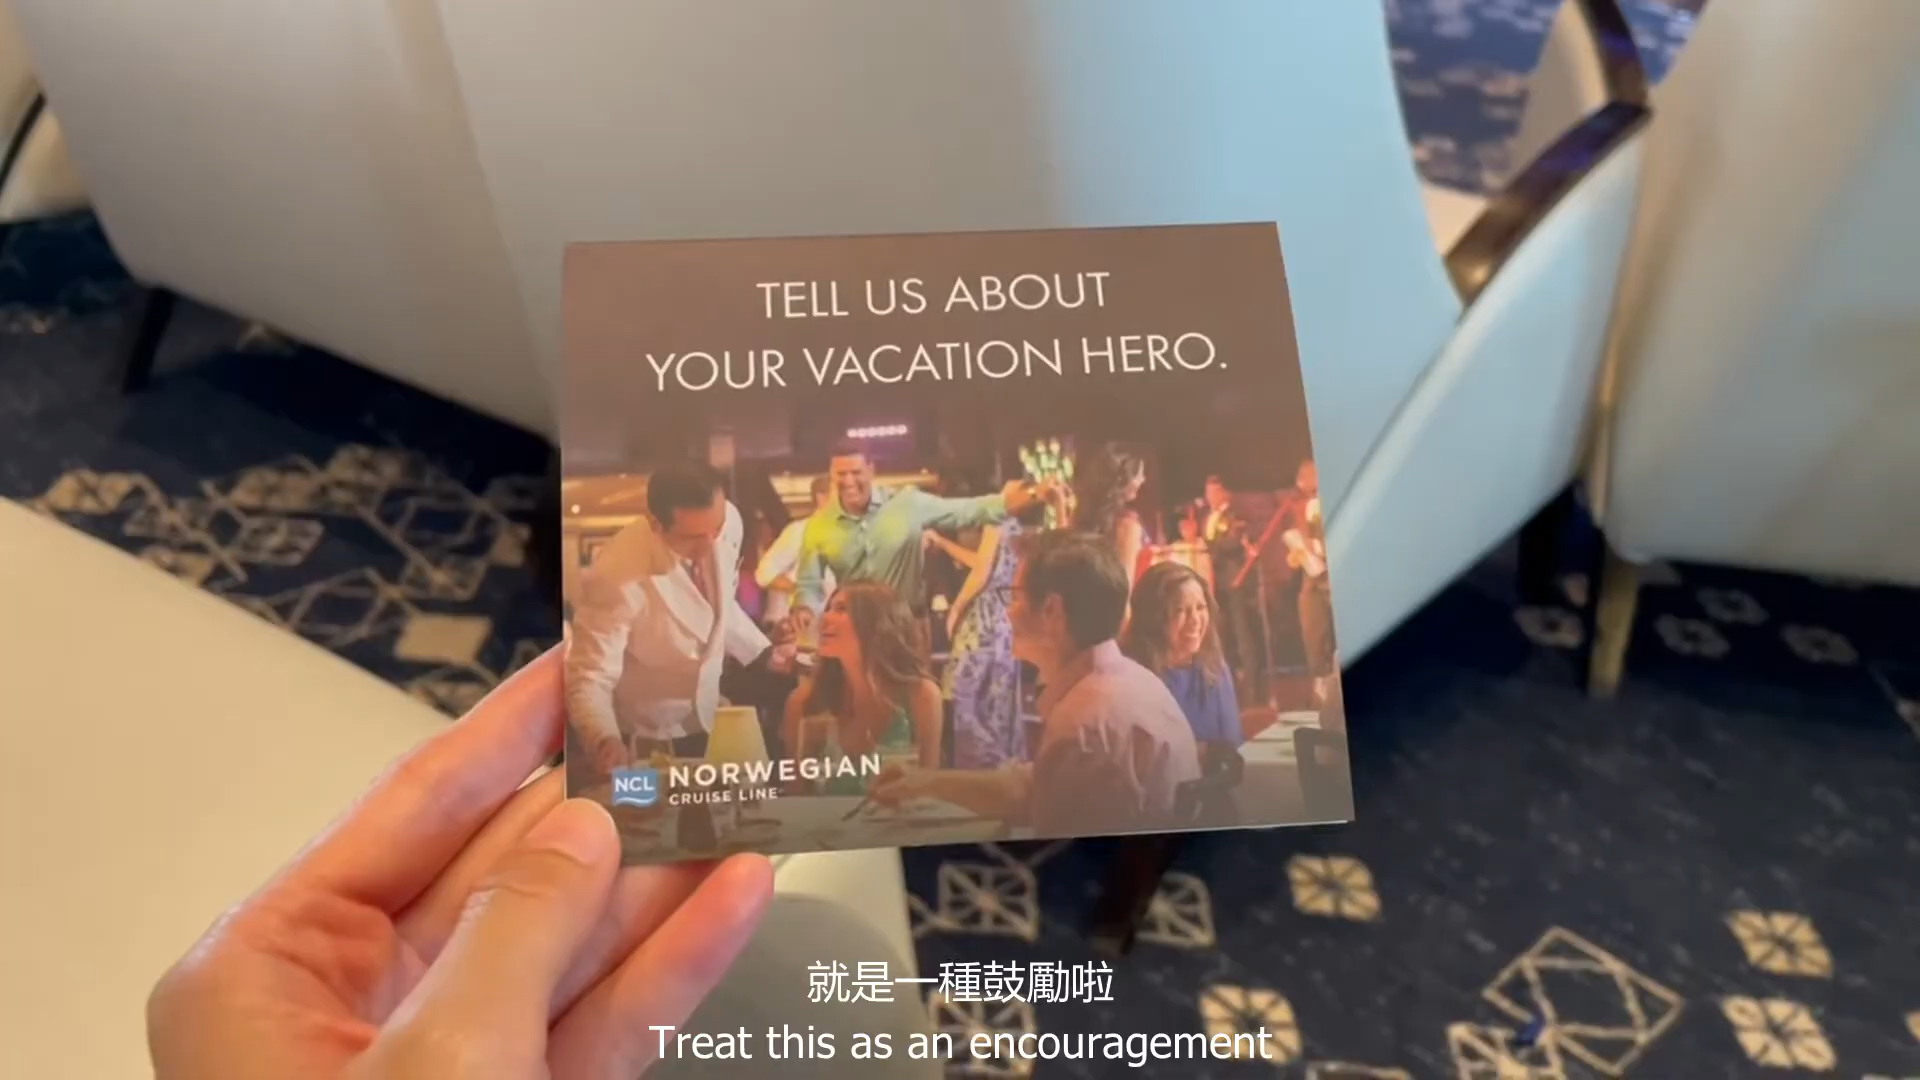 TELL US ABOUT
YOUR VACATION HERO.
NCL NORWEGIAN
CRUISE LINE
就是一種鼓勵啦
Treat this as an encouragement